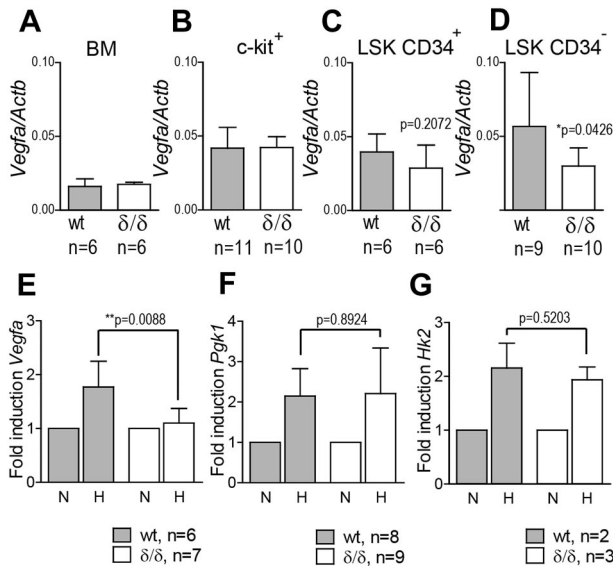 A
BM
Vegfa/Actb
0.10
0.05
0.00
wt
δ/δ
n=6
n=6
B
c-kit+
Vegfa/Actb
0.10
0.05
0.00
wt
δ/δ
n=11
n=10
C
LSK CD34+
Vegfa/Actb
0.10
0.05
0.00
p=0.2072
wt
δ/δ
n=6
n=6
D
LSK CD34-
Vegfa/Actb
0.10
0.05
0.00
*p=0.0426
wt
δ/δ
n=9
n=10
E
Fold induction Vegfa
3
2
1
0
**p=0.0088
N H N H
wt, n=6
δ/δ, n=7
F
Fold induction Pgk1
4
3
2
1
0
p=0.8924
N H N H
wt, n=8
δ/δ, n=9
G
Fold induction Hk2
3
2
1
0
p=0.5203
N H N H
wt, n=2
δ/δ, n=3